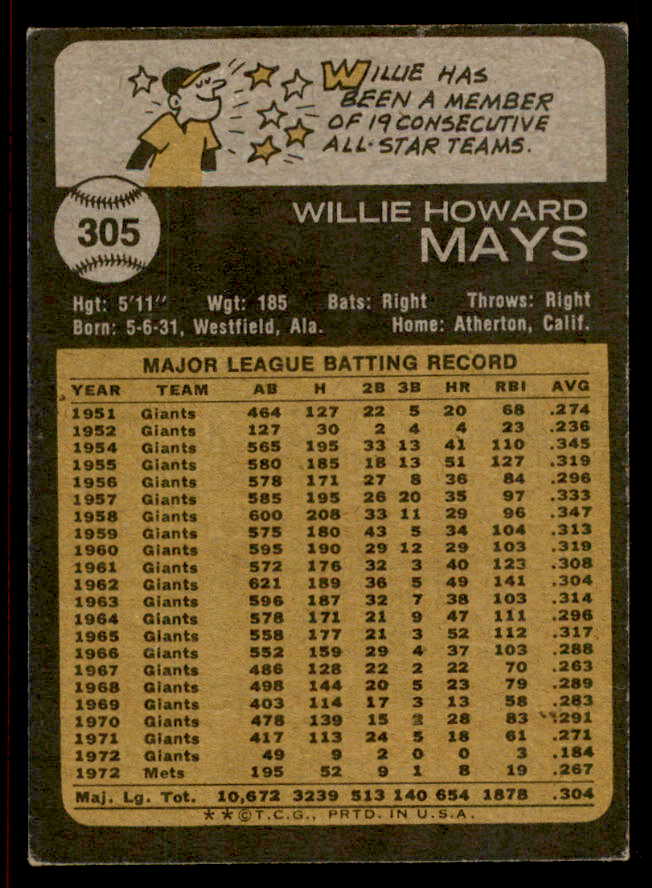 WILLIE HAS
BEEN A MEMBER
OF 19 CONSECUTIVE
ALL-STAR TEAMS.
305
WILLIE HOWARD
MAYS
Hgt: 5'11" Wgt: 185 Bats: Right Throws: Right
Born: 5-6-31, Westfield, Ala. Home: Atherton, Calif.
MAJOR LEAGUE BATTING RECORD
YEAR TEAM AB H 2B 3B HR RBI AVG
1951 Giants 464 127 22 5 20 68 .274
1952 Giants 127 30 2 4 4 23 .236
1954 Giants 565 195 33 13 41 110 .345
1955 Giants 580 185 18 13 51 127 .319
1956 Giants 578 171 27 8 36 84 .296
1957 Giants 585 195 26 20 35 97 .333
1958 Giants 600 208 33 11 29 96 .347
1959 Giants 575 180 43 5 34 104 .313
1960 Giants 595 190 29 12 29 103 .319
1961 Giants 572 176 32 3 40 123 .308
1962 Giants 621 189 36 5 49 141 .304
1963 Giants 596 187 32 7 38 103 .314
1964 Giants 578 171 21 9 47 111 .296
1965 Giants 558 177 21 3 52 112 .317
1966 Giants 552 159 29 4 37 103 .288
1967 Giants 486 128 22 2 22 70 .263
1968 Giants 498 144 20 5 23 79 .289
1969 Giants 403 114 17 3 13 58 .283
1970 Giants 478 139 15 28 83 .291
1971 Giants 417 113 24 5 18 61 .271
1972 Giants 49 9 2 0 0 3 .184
1972 Mets 195 52 9 1 8 19 .267
Maj. Lg. Tot. 10,672 3239 513 140 654 1878 .304
**©T.C.G., PRTD. IN U.S.A.